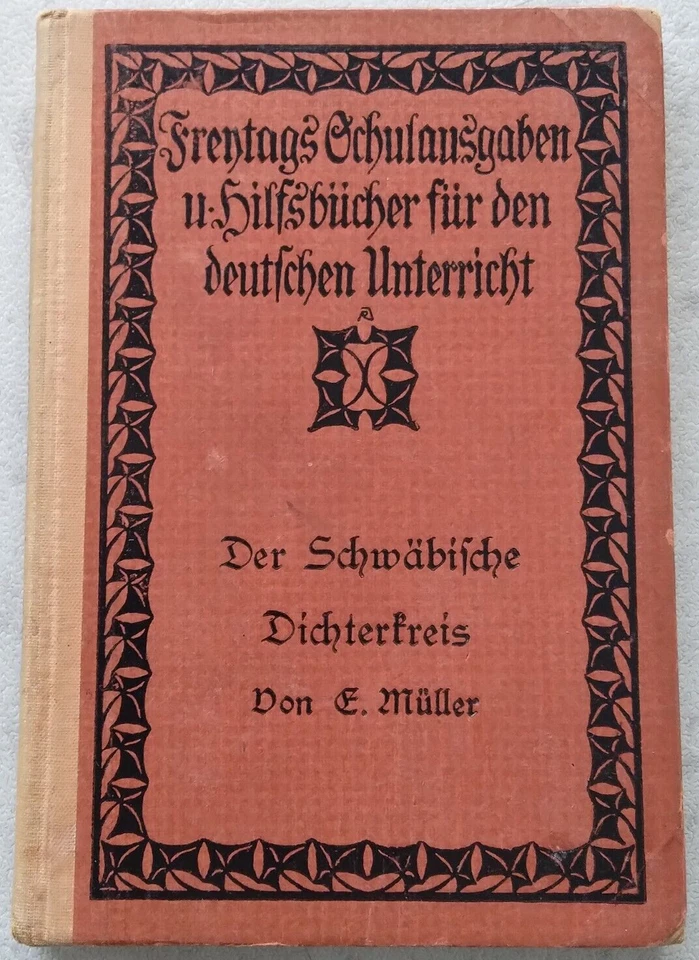 Freytags Schulausgaben
u. Hilfsbücher für den
deutschen Unterricht
Der Schwäbische
Dichterkreis
Von E. Müller